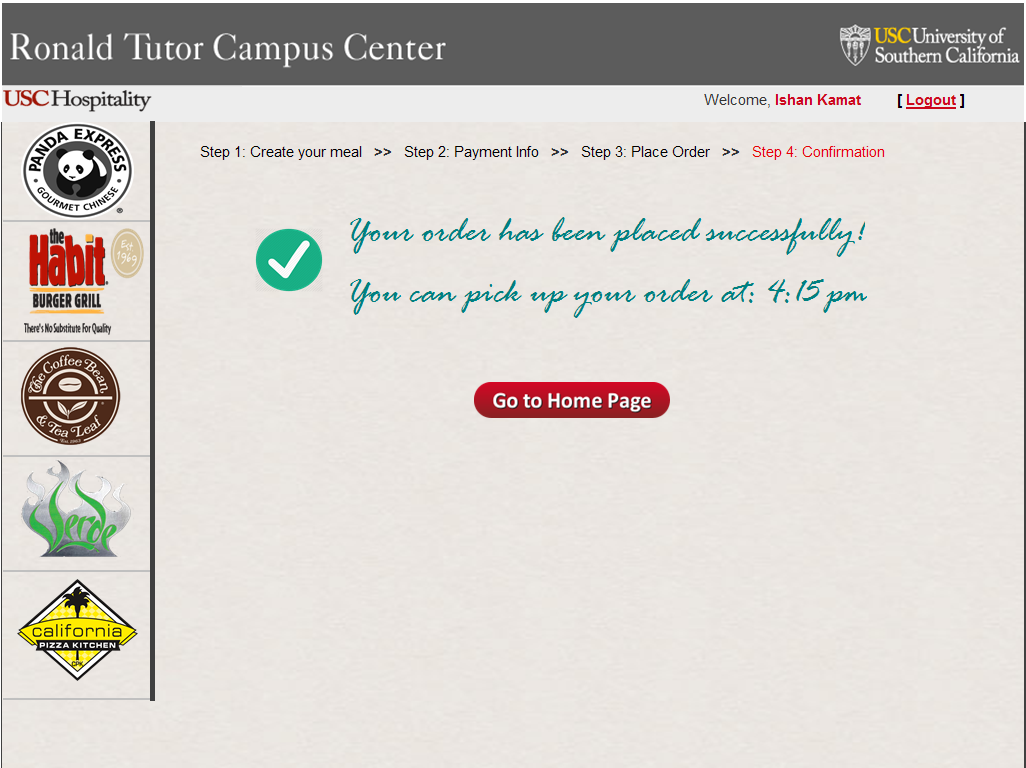 Ronald Tutor Campus Center
USC University of
Southern California
USC Hospitality
Welcome, Ishan Kamat [ Logout ]
Step 1: Create your meal >> Step 2: Payment Info >> Step 3: Place Order >> Step 4: Confirmation
Your order has been placed successfully!
You can pick up your order at: 4:15 pm
Go to Home Page
PANDA EXPRESS
GOURMET CHINESE
®
the
Habit
Est
1969
BURGER GRILL
There's No Substitute For Quality
The Coffee Bean
& Tea Leaf
Est. 1963
Verde
california
PIZZA KITCHEN
CPK